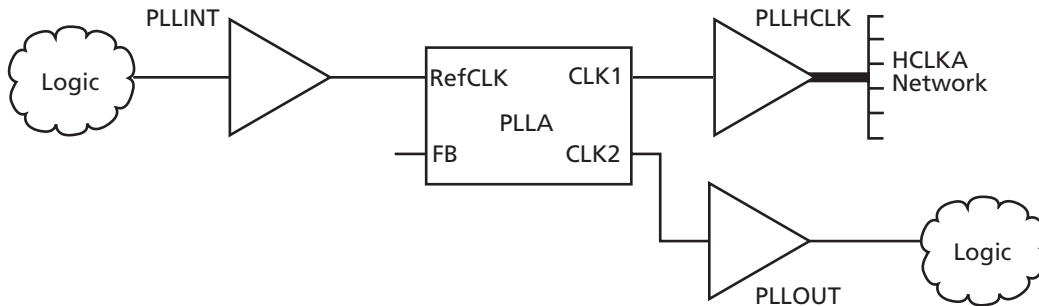 PLLINT
PLLHCLK
Logic
RefCLK
CLK1
HCLKA
Network
PLLA
FB
CLK2
Logic
PLLOUT